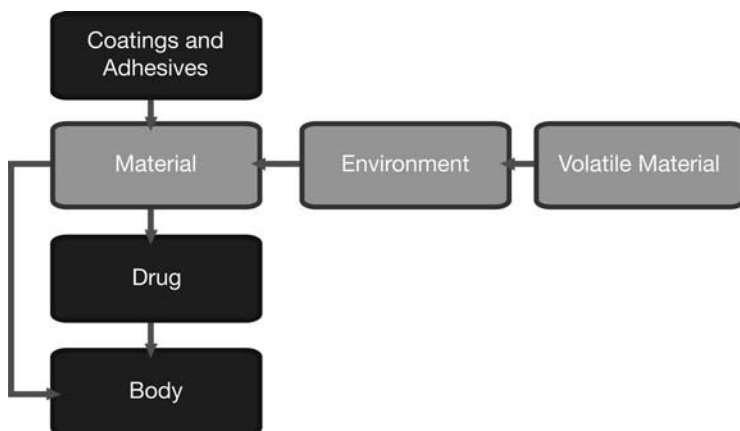 Coatings and
Adhesives
Material
Environment
Volatile Material
Drug
Body